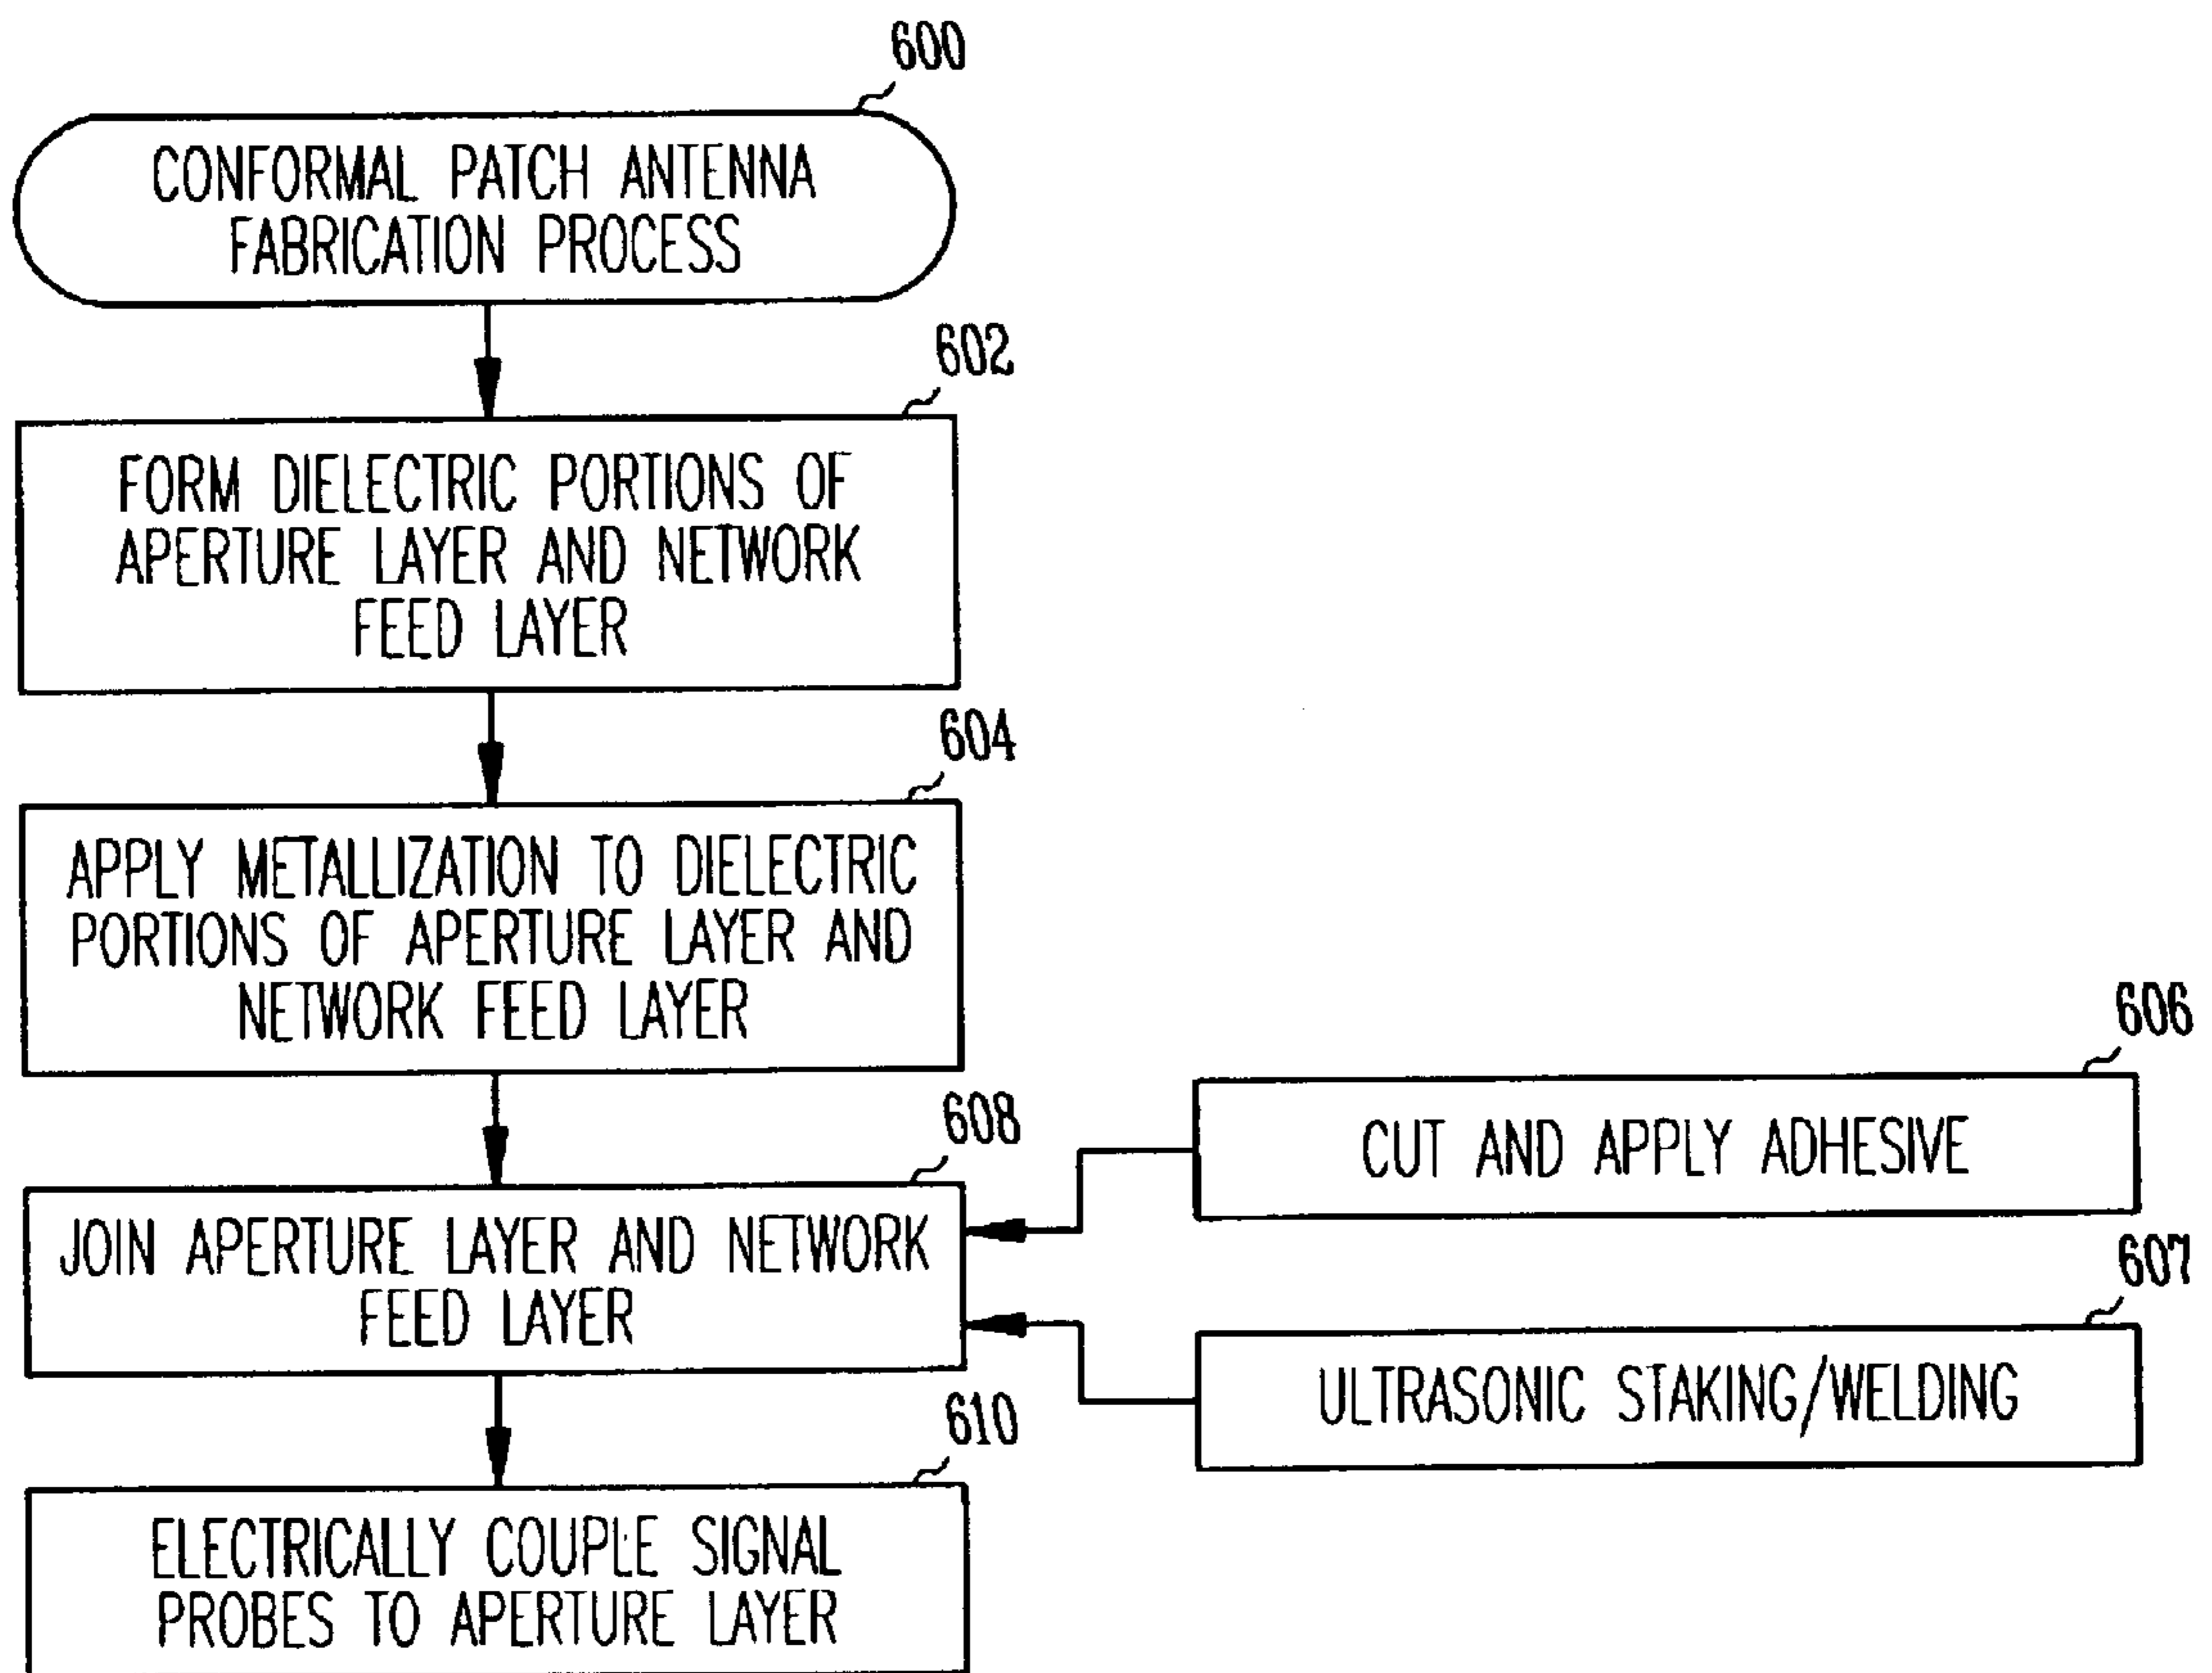 600
CONFORMAL PATCH ANTENNA
FABRICATION PROCESS
602
FORM DIELECTRIC PORTIONS OF
APERTURE LAYER AND NETWORK
FEED LAYER
604
APPLY METALLIZATION TO DIELECTRIC
PORTIONS OF APERTURE LAYER AND
NETWORK FEED LAYER
606
CUT AND APPLY ADHESIVE
608
JOIN APERTURE LAYER AND NETWORK
FEED LAYER
607
ULTRASONIC STAKING/WELDING
610
ELECTRICALLY COUPLE SIGNAL
PROBES TO APERTURE LAYER